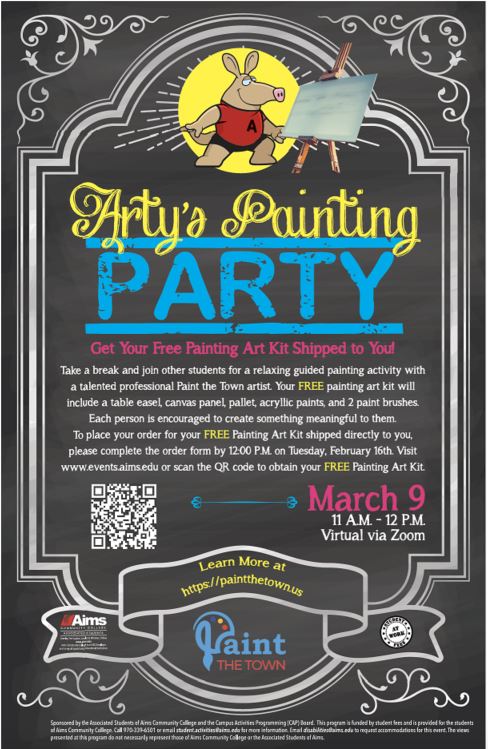 A
Arty's Painting
PARTY
Get Your Free Painting Art Kit Shipped to You!
Take a break and join other students for a relaxing guided painting activity with
a talented professional Paint the Town artist. Your FREE painting art kit will
include a table easel, canvas panel, pallet, acryllic paints, and 2 paint brushes.
Each person is encouraged to create something meaningful to them.
To place your order for your FREE Painting Art Kit shipped directly to you,
please complete the order form by 12:00 P.M. on Tuesday, February 16th. Visit
www.events.aims.edu or scan the QR code to obtain your FREE Painting Art Kit.
March 9
11 A.M. - 12 P.M.
Virtual via Zoom
Learn More at
https://paintthetown.us
Aims
COMMUNITY COLLEGE
STUDENT
AT
WORK
FEES
Paint
THE TOWN
Sponsored by the Associated Students of Aims Community College and the Campus Activities Programming (CAP) Board. This program is funded by student fees and is provided for the students
of Aims Community College. Call 970-339-6501 or email student.activities@aims.edu for more information. Email disabilities@aims.edu to request accommodations for this event. The views
presented at this program do not necessarily represent those of Aims Community College or the Associated Students of Aims.